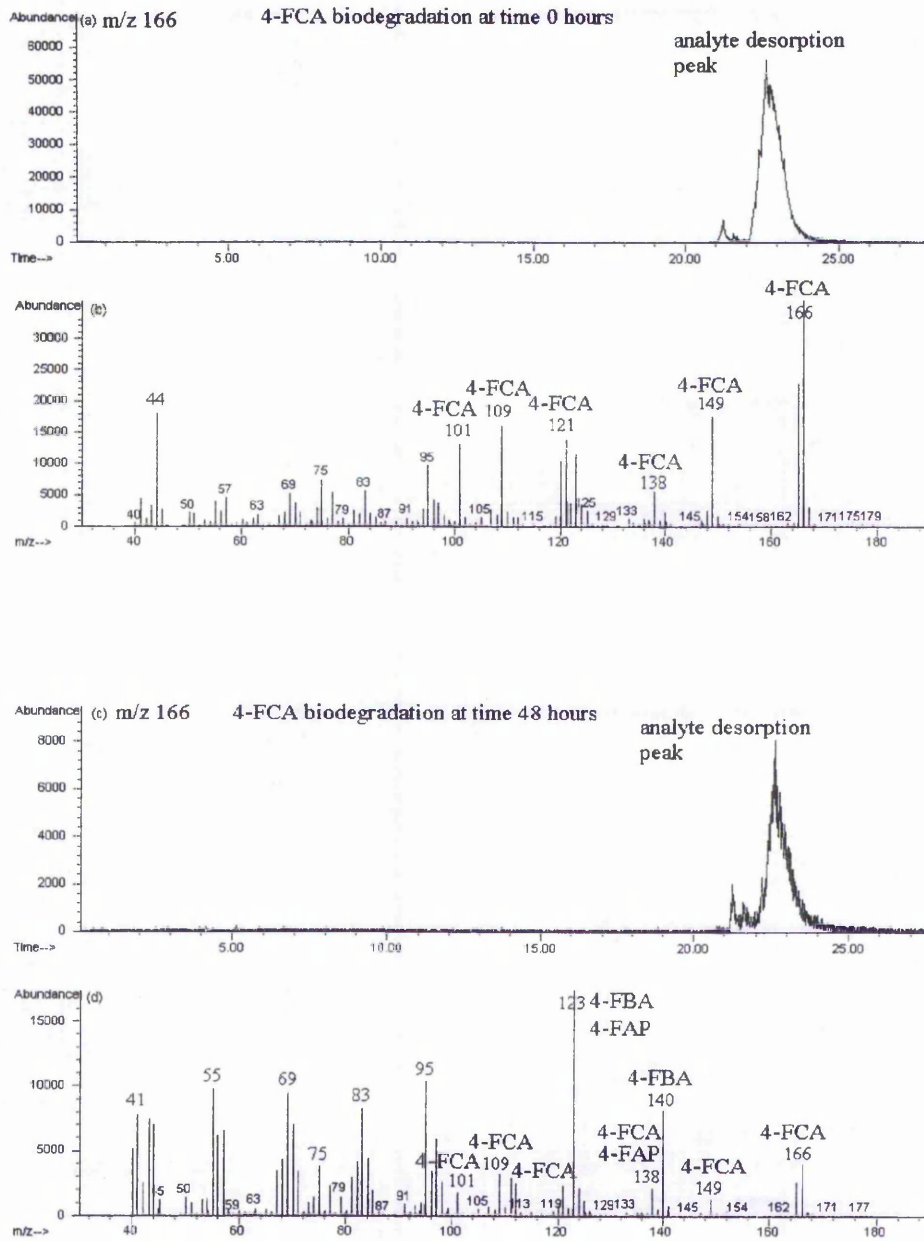 Abundance (a) m/z 166 4-FCA biodegradation at time 0 hours
analyte desorption
peak
60000
50000
40000
30000
20000
10000
0
Time--> 5.00 10.00 15.00 20.00 25.00
Abundance (b)
4-FCA
166
30000
25000
20000
15000
10000
5000
0
44
4-FCA 101
4-FCA 109
4-FCA 121
4-FCA 149
4-FCA 138
40 50 57 63 69 75 79 83 87 91 95 105 115 25 129 133 145 154 158 162 171 175 179
m/z--> 40 60 80 100 120 140 160 180
Abundance (c) m/z 166 4-FCA biodegradation at time 48 hours
analyte desorption
peak
8000
6000
4000
2000
0
Time--> 5.00 10.00 15.00 20.00 25.00
Abundance (d)
123 4-FBA
4-FAP
15000
10000
5000
0
41 55 69 83 95
4-FBA
140
4-FCA
4-FAP
138
4-FCA
166
4-FCA
109
4-FCA
101
4-FCA
4-FCA
149
45 50 59 63 75 79 87 91 105 113 119 129 133 145 154 162 171 177
m/z--> 40 60 80 100 120 140 160 180